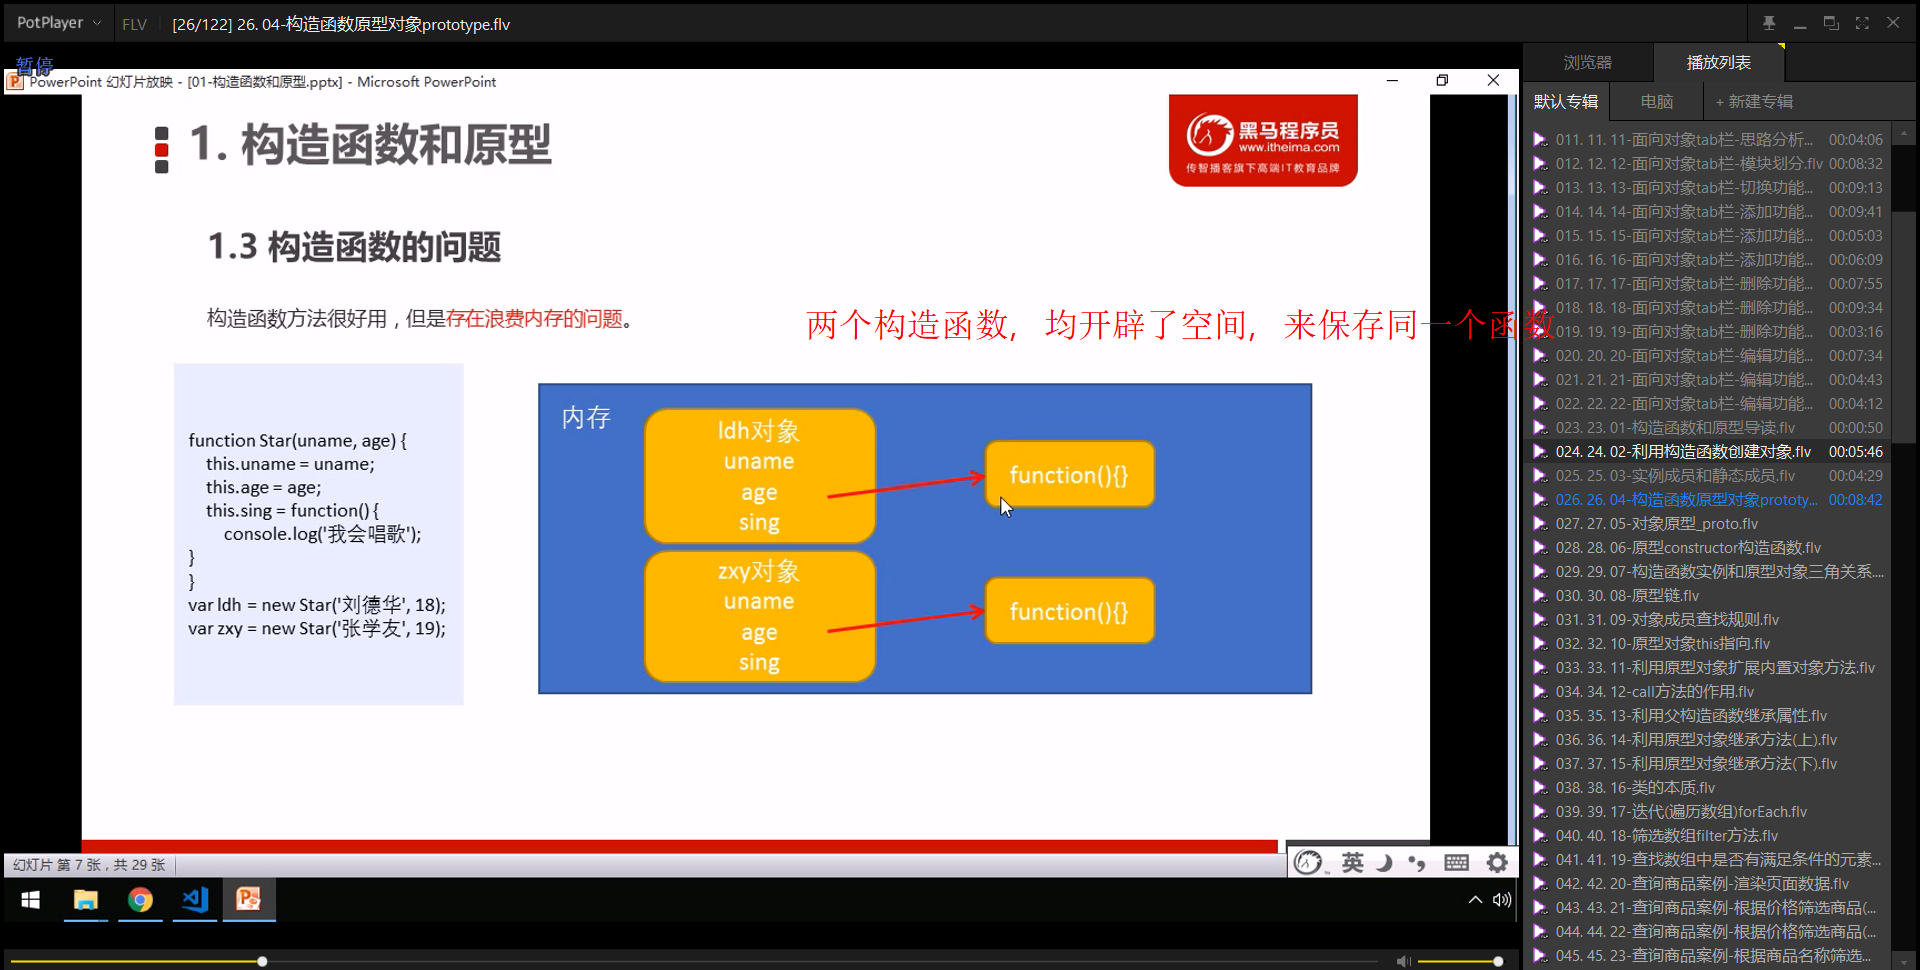 PotPlayer
FLV
[26/122] 26. 04-构造函数原型对象prototype.flv
暂停
PowerPoint 幻灯片放映 - [01-构造函数和原型.pptx] - Microsoft PowerPoint
1. 构造函数和原型
黑马程序员
www.itheima.com
传智播客旗下高端IT教育品牌
1.3 构造函数的问题
构造函数方法很好用，但是存在浪费内存的问题。
两个构造函数，均开辟了空间，来保存同一个函数
function Star(uname, age) {
this.uname = uname;
this.age = age;
this.sing = function() {
console.log('我会唱歌');
}
}
var ldh = new Star('刘德华', 18);
var zxy = new Star('张学友', 19);
内存
ldh对象
uname
age
sing
function(){}
zxy对象
uname
age
sing
function(){}
幻灯片 第 7 张，共 29 张
英
浏览器
播放列表
默认专辑
电脑
+ 新建专辑
011. 11. 11-面向对象tab栏-思路分析... 00:04:06
012. 12. 12-面向对象tab栏-模块划分.flv 00:08:32
013. 13. 13-面向对象tab栏-切换功能... 00:09:13
014. 14. 14-面向对象tab栏-添加功能... 00:09:41
015. 15. 15-面向对象tab栏-添加功能... 00:05:03
016. 16. 16-面向对象tab栏-添加功能... 00:06:09
017. 17. 17-面向对象tab栏-删除功能... 00:07:55
018. 18. 18-面向对象tab栏-删除功能... 00:09:34
019. 19. 19-面向对象tab栏-删除功能... 00:03:16
020. 20. 20-面向对象tab栏-编辑功能... 00:07:34
021. 21. 21-面向对象tab栏-编辑功能... 00:04:43
022. 22. 22-面向对象tab栏-编辑功能... 00:04:12
023. 23. 01-构造函数和原型导读.flv 00:00:50
024. 24. 02-利用构造函数创建对象.flv 00:05:46
025. 25. 03-实例成员和静态成员.flv 00:04:29
026. 26. 04-构造函数原型对象prototy... 00:08:42
027. 27. 05-对象原型_proto.flv
028. 28. 06-原型constructor构造函数.flv
029. 29. 07-构造函数实例和原型对象三角关系....
030. 30. 08-原型链.flv
031. 31. 09-对象成员查找规则.flv
032. 32. 10-原型对象this指向.flv
033. 33. 11-利用原型对象扩展内置对象方法.flv
034. 34. 12-call方法的作用.flv
035. 35. 13-利用父构造函数继承属性.flv
036. 36. 14-利用原型对象继承方法(上).flv
037. 37. 15-利用原型对象继承方法(下).flv
038. 38. 16-类的本质.flv
039. 39. 17-迭代(遍历数组)forEach.flv
040. 40. 18-筛选数组filter方法.flv
041. 41. 19-查找数组中是否有满足条件的元素...
042. 42. 20-查询商品案例-渲染页面数据.flv
043. 43. 21-查询商品案例-根据价格筛选商品(...
044. 44. 22-查询商品案例-根据价格筛选商品(...
045. 45. 23-查询商品案例-根据商品名称筛选...